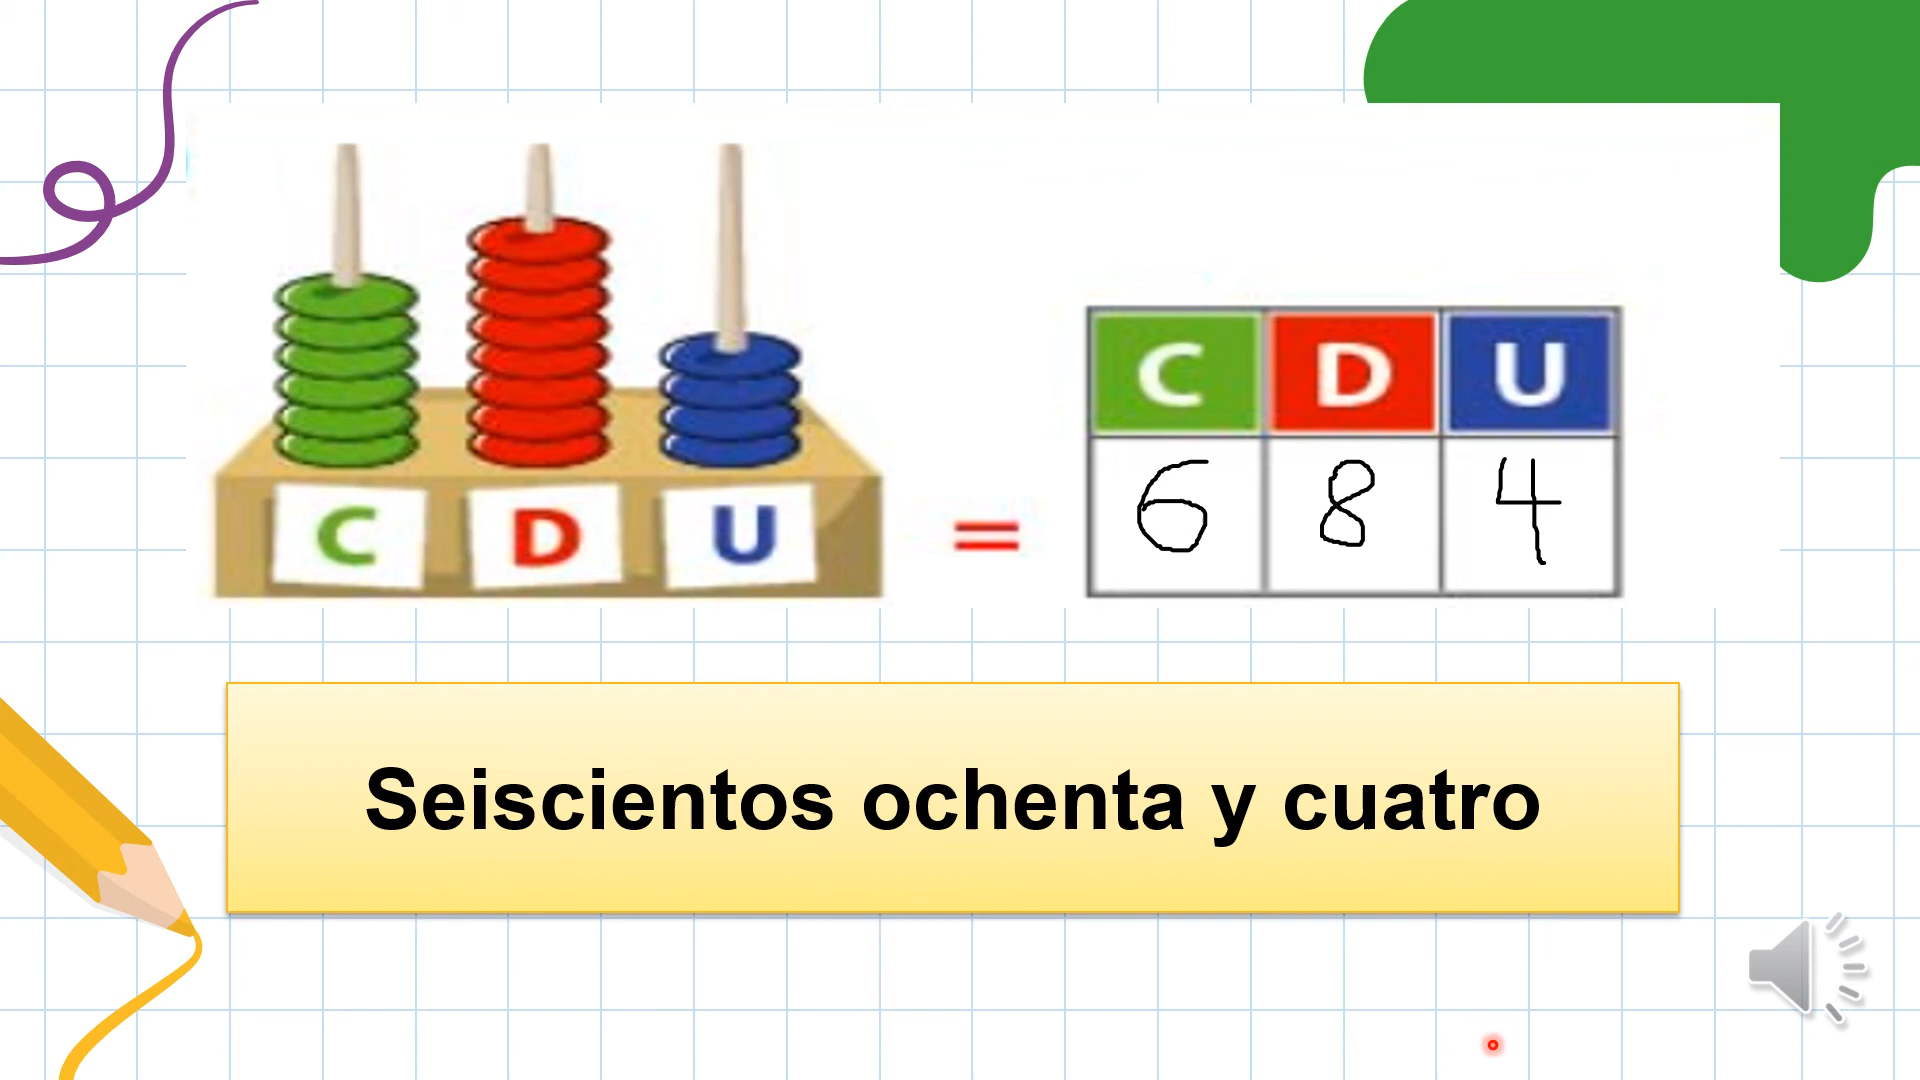 C D U
C D U
=
6 8 4
Seiscientos ochenta y cuatro